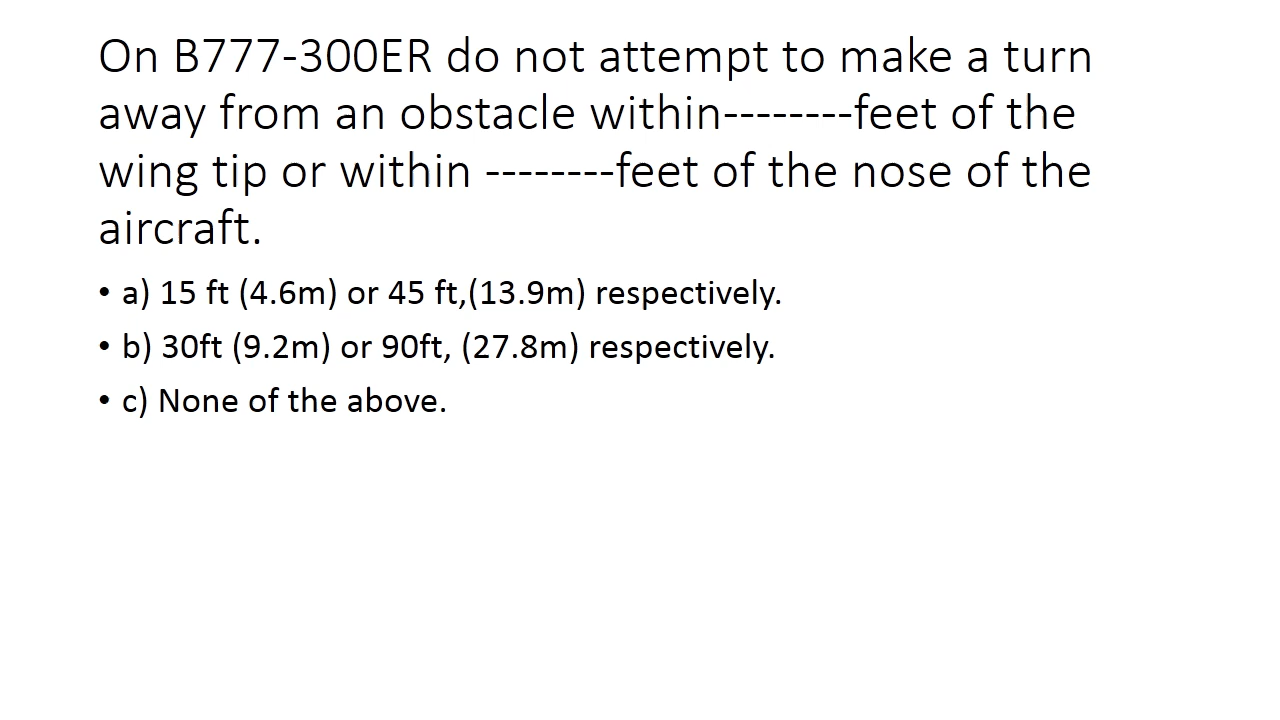 On B777-300ER do not attempt to make a turn
away from an obstacle within--------feet of the
wing tip or within --------feet of the nose of the
aircraft.
• a) 15 ft (4.6m) or 45 ft,(13.9m) respectively.
• b) 30ft (9.2m) or 90ft, (27.8m) respectively.
• c) None of the above.